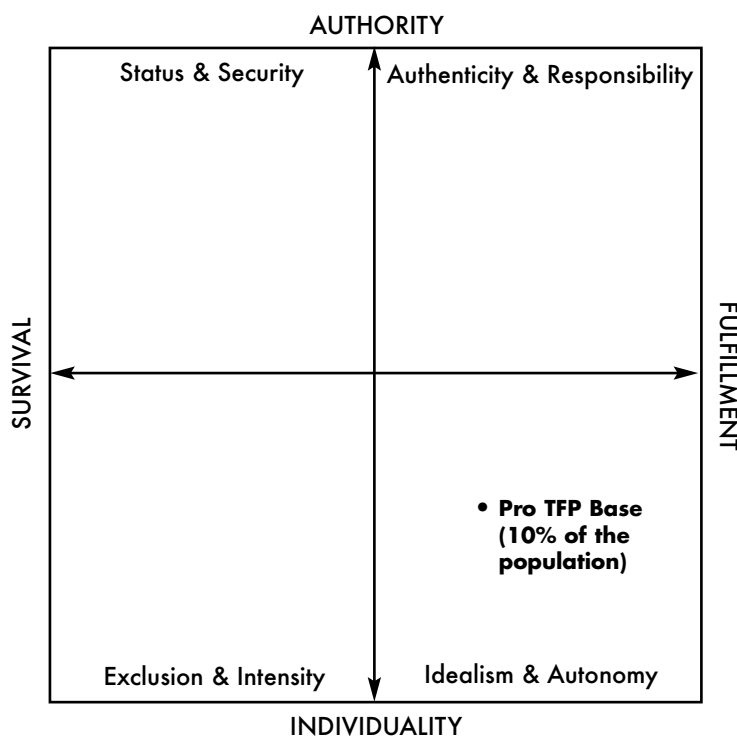 AUTHORITY
Status & Security
Authenticity & Responsibility
SURVIVAL
FULFILLMENT
• Pro TFP Base
(10% of the
population)
Exclusion & Intensity
Idealism & Autonomy
INDIVIDUALITY